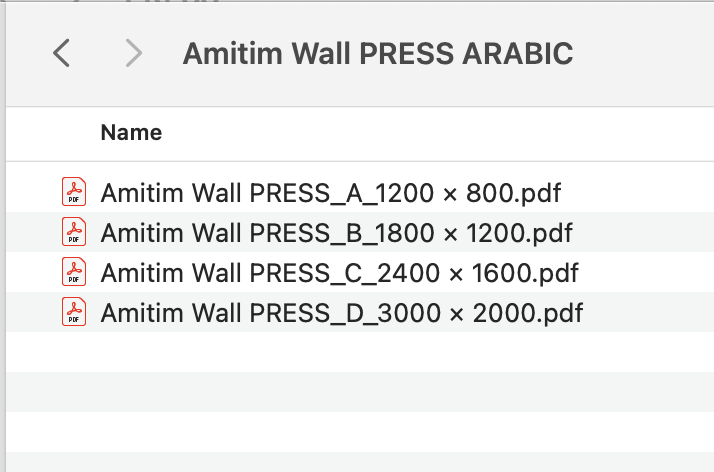 Amitim Wall PRESS ARABIC
Name
PDF Amitim Wall PRESS_A_1200 × 800.pdf
PDF Amitim Wall PRESS_B_1800 × 1200.pdf
PDF Amitim Wall PRESS_C_2400 × 1600.pdf
PDF Amitim Wall PRESS_D_3000 × 2000.pdf